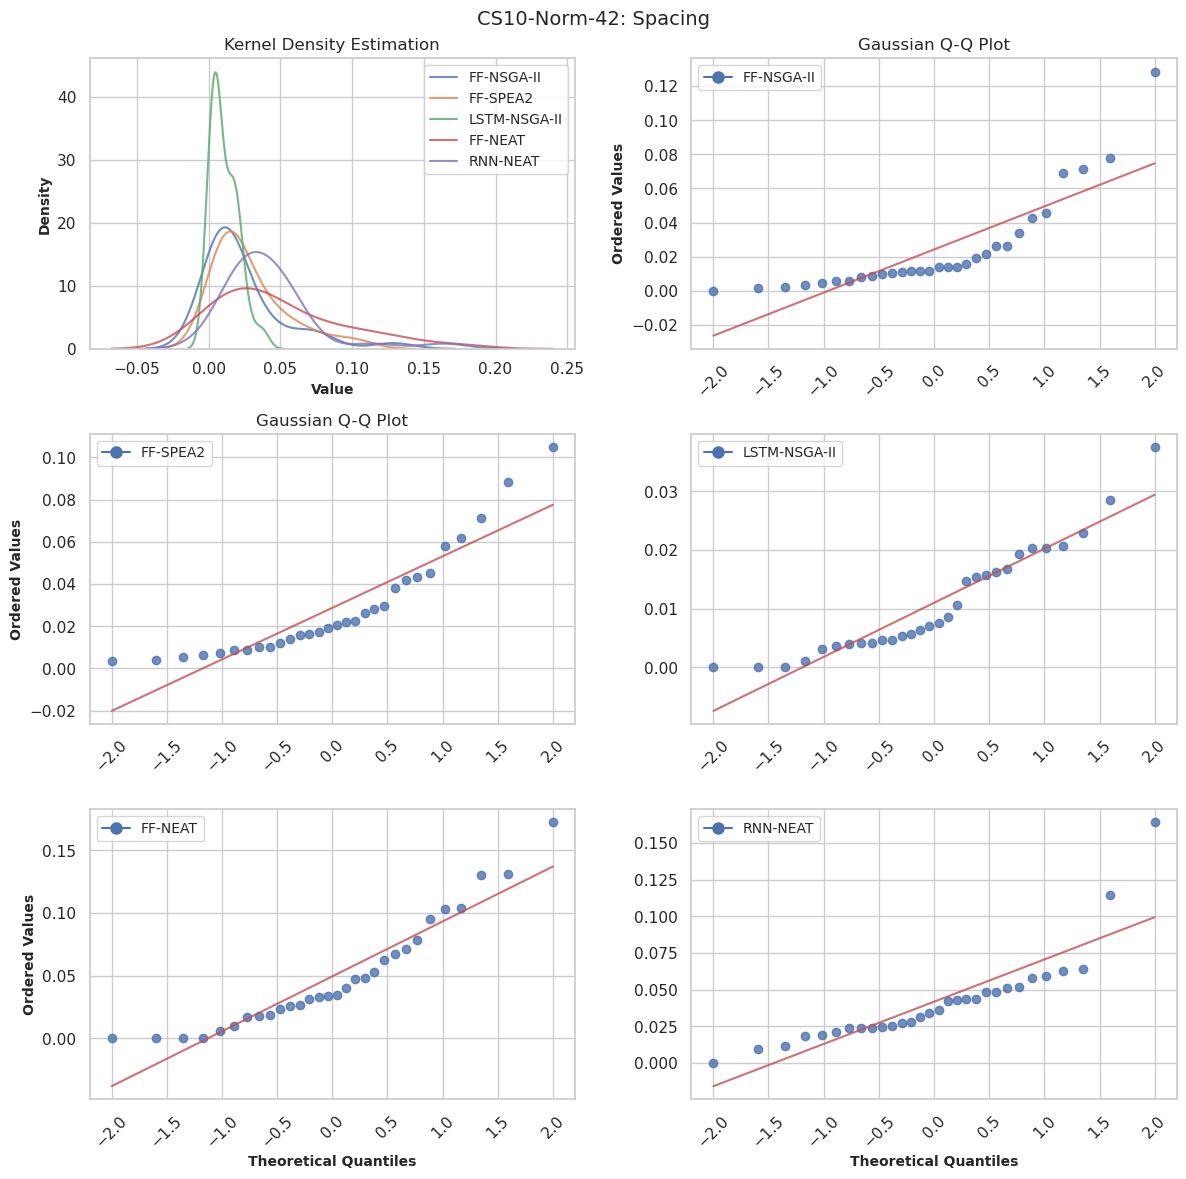 CS10-Norm-42: Spacing
Kernel Density Estimation
FF-NSGA-II
FF-SPEA2
LSTM-NSGA-II
FF-NEAT
RNN-NEAT
Density
40
30
20
10
0
−0.05 0.00 0.05 0.10 0.15 0.20 0.25
Value
Gaussian Q-Q Plot
FF-NSGA-II
Ordered Values
0.12
0.10
0.08
0.06
0.04
0.02
0.00
−0.02
−2.0 −1.5 −1.0 −0.5 0.0 0.5 1.0 1.5 2.0
Gaussian Q-Q Plot
FF-SPEA2
Ordered Values
0.10
0.08
0.06
0.04
0.02
0.00
−0.02
−2.0 −1.5 −1.0 −0.5 0.0 0.5 1.0 1.5 2.0
LSTM-NSGA-II
0.03
0.02
0.01
0.00
−2.0 −1.5 −1.0 −0.5 0.0 0.5 1.0 1.5 2.0
FF-NEAT
Ordered Values
0.15
0.10
0.05
0.00
−2.0 −1.5 −1.0 −0.5 0.0 0.5 1.0 1.5 2.0
Theoretical Quantiles
RNN-NEAT
0.150
0.125
0.100
0.075
0.050
0.025
0.000
−2.0 −1.5 −1.0 −0.5 0.0 0.5 1.0 1.5 2.0
Theoretical Quantiles